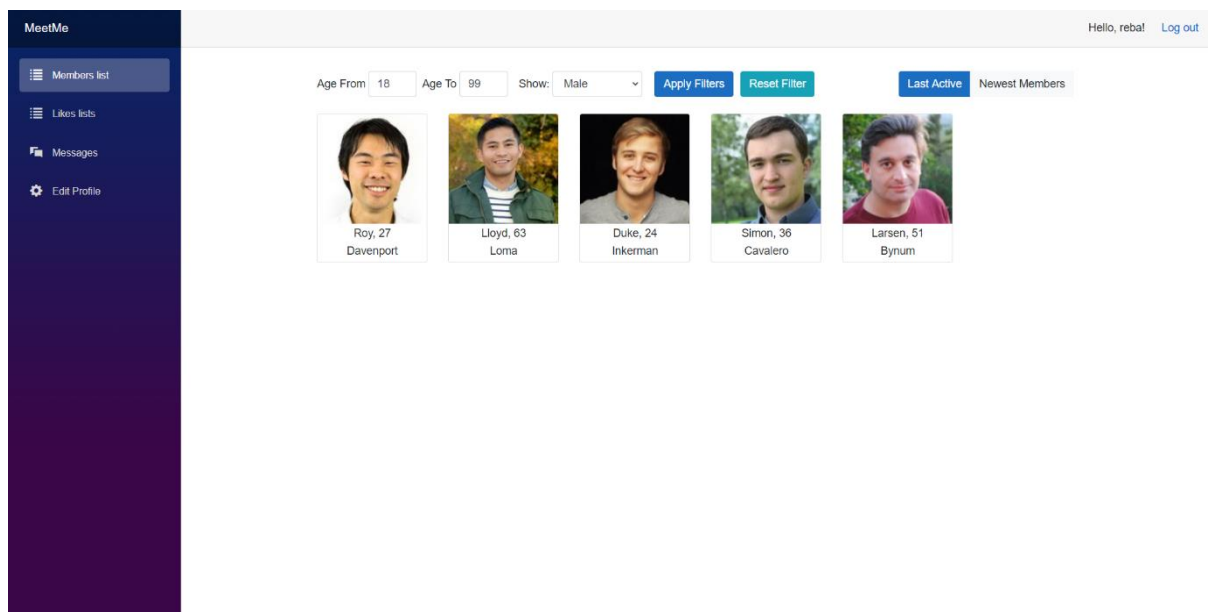 MeetMe
Hello, reba! Log out
Members list
Likes lists
Messages
Edit Profile
Age From 18 Age To 99 Show: Male Apply Filters Reset Filter Last Active Newest Members
Roy, 27
Davenport
Lloyd, 63
Loma
Duke, 24
Inkerman
Simon, 36
Cavalero
Larsen, 51
Bynum